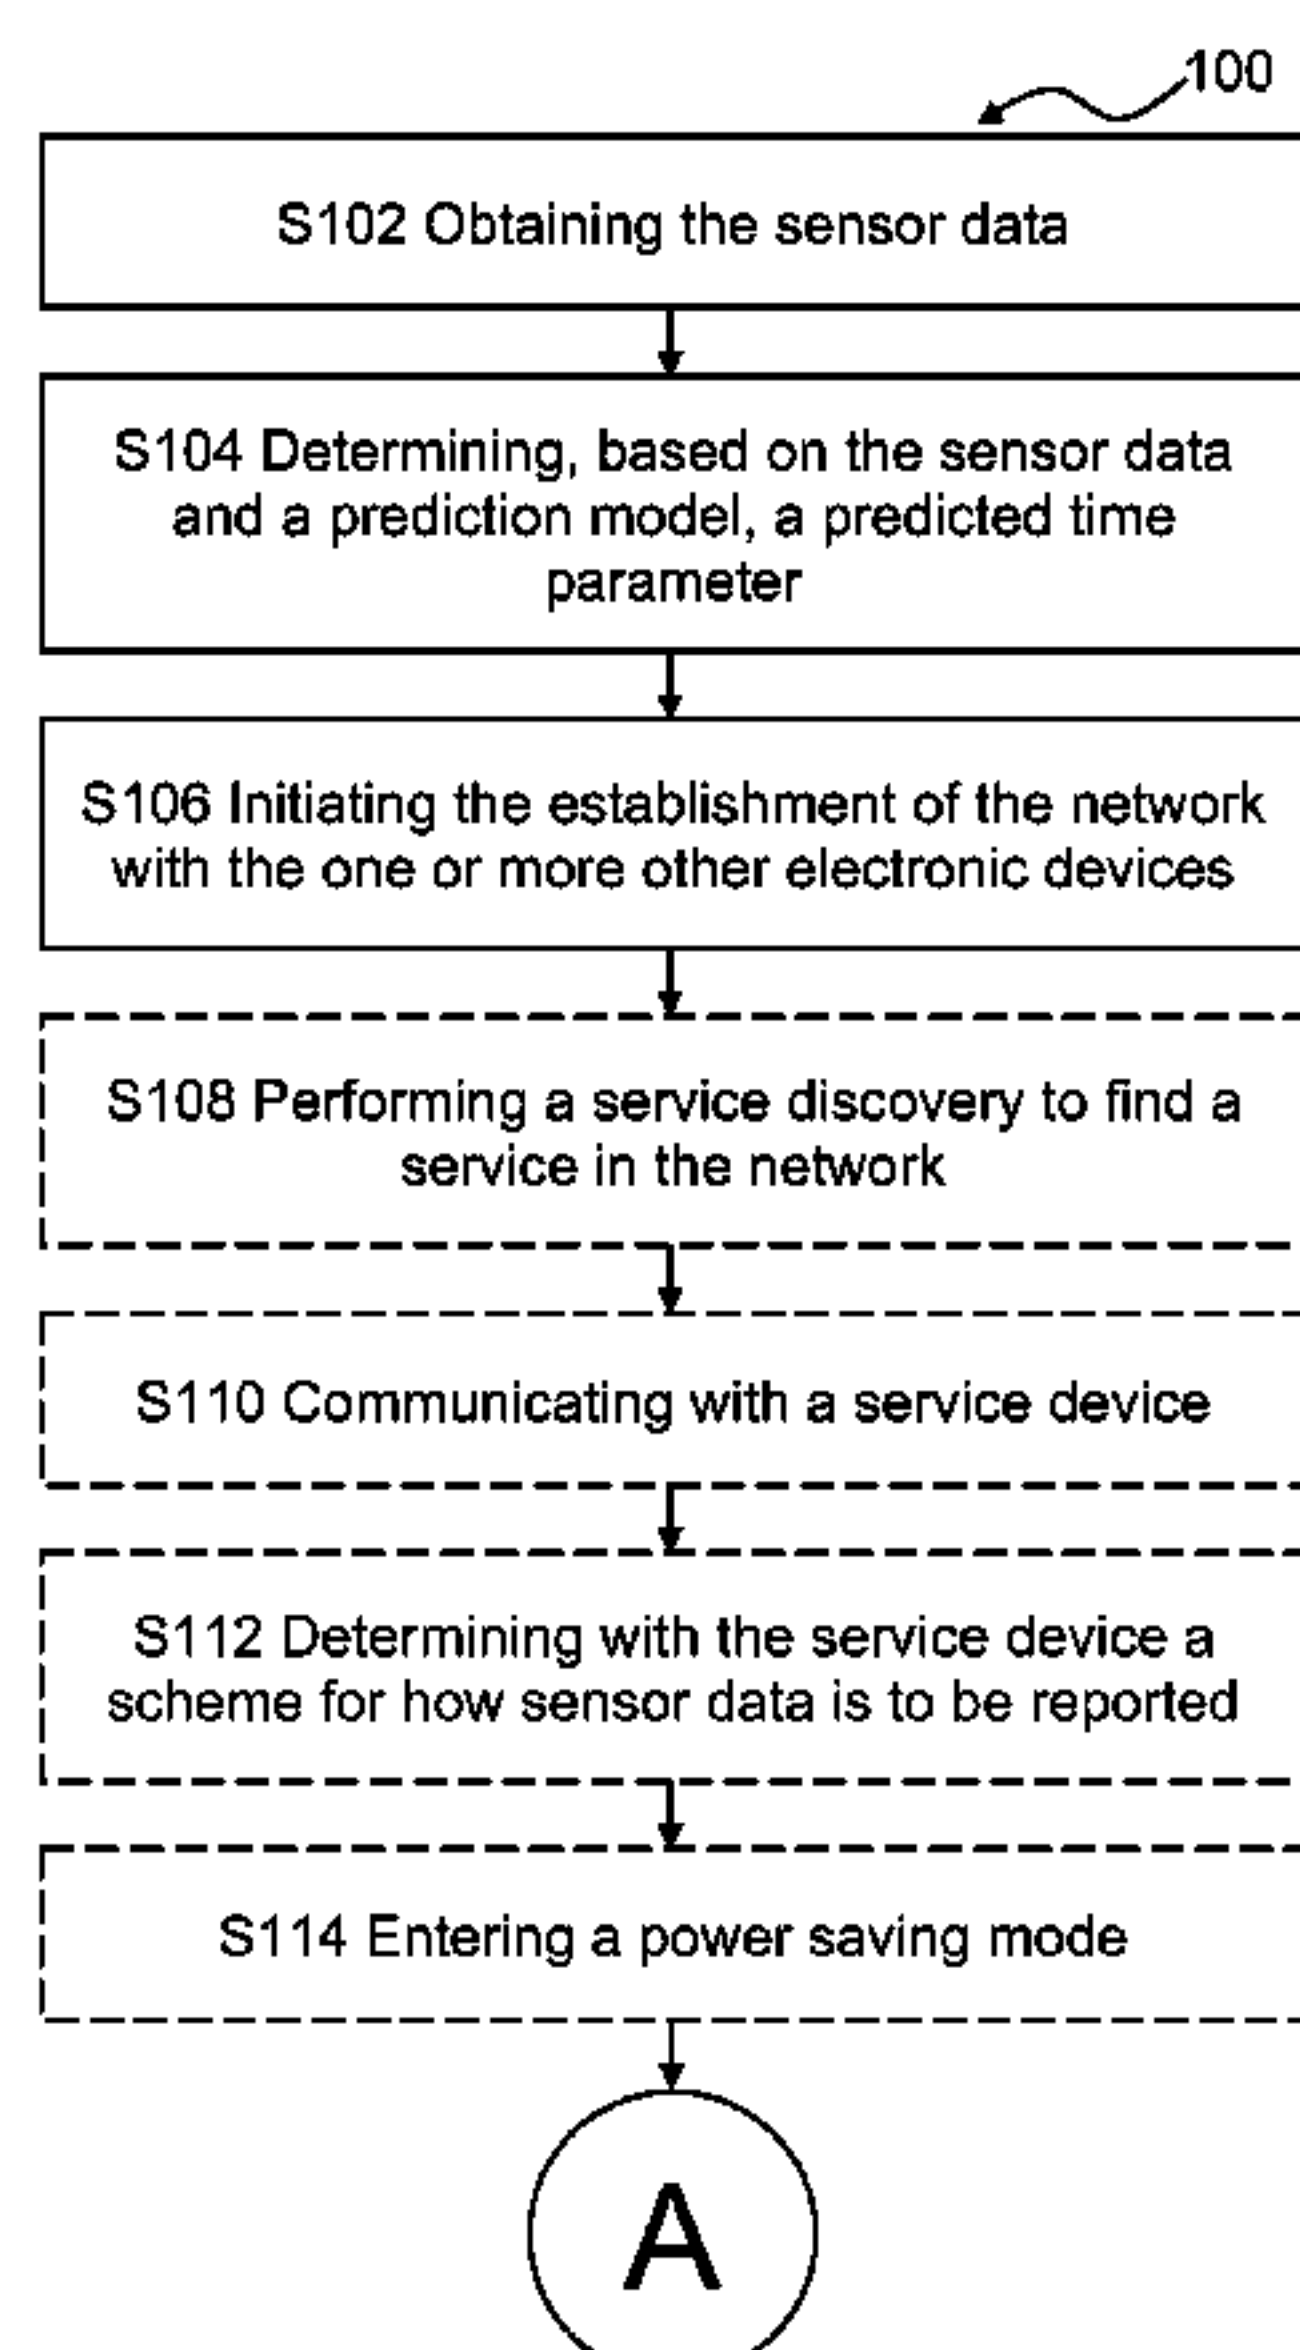 100
S102 Obtaining the sensor data
S104 Determining, based on the sensor data
and a prediction model, a predicted time
parameter
S106 Initiating the establishment of the network
with the one or more other electronic devices
S108 Performing a service discovery to find a
service in the network
S110 Communicating with a service device
S112 Determining with the service device a
scheme for how sensor data is to be reported
S114 Entering a power saving mode
A